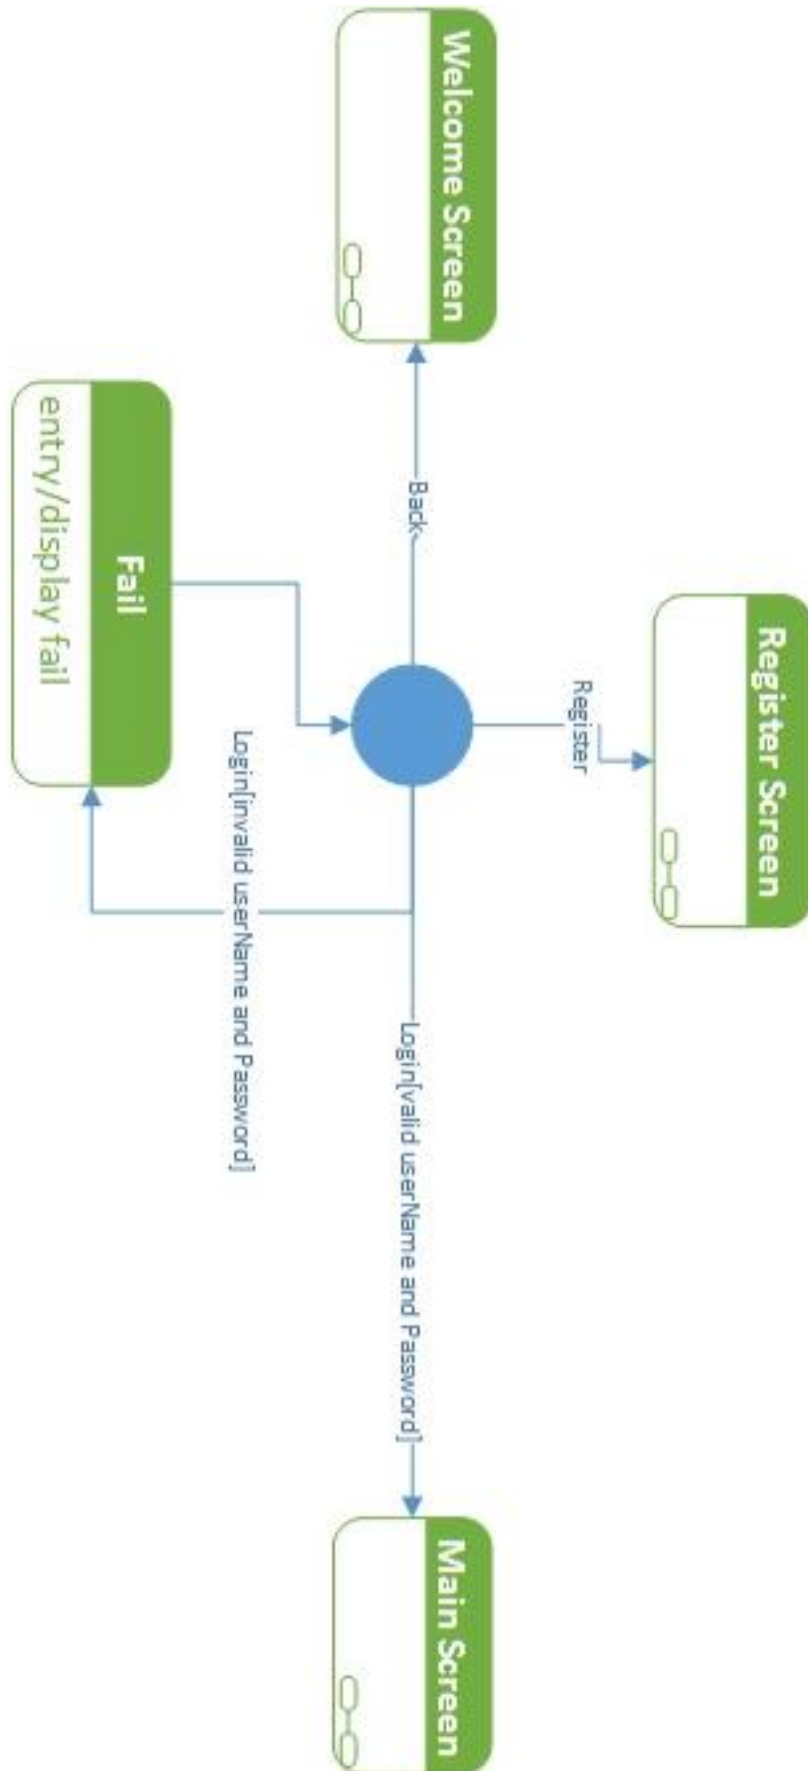 Register Screen
Register
Welcome Screen
Back
Login[valid userName and Password]
Main Screen
Login[invalid userName and Password]
Fail
entry/display fail